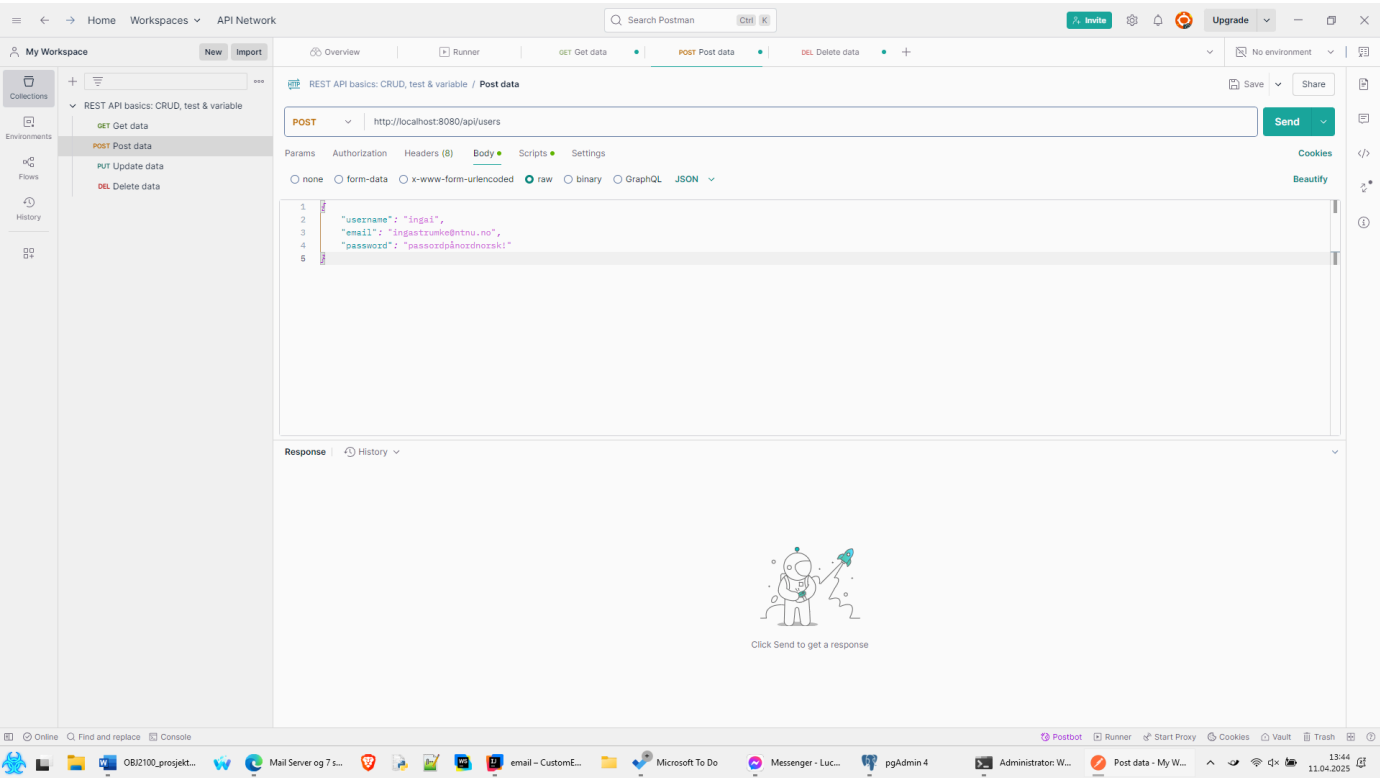 Home Workspaces API Network Search Postman Ctrl K Invite Upgrade
My Workspace New Import Overview Runner GET Get data POST Post data DEL Delete data No environment
Collections
Environments
Flows
History
REST API basics: CRUD, test & variable
GET Get data
POST Post data
PUT Update data
DEL Delete data
HTTP REST API basics: CRUD, test & variable / Post data Save Share
POST http://localhost:8080/api/users Send
Params Authorization Headers (8) Body Scripts Settings Cookies
none form-data x-www-form-urlencoded raw binary GraphQL JSON Beautify
1 {
2 "username": "ingai",
3 "email": "ingastrumke@ntnu.no",
4 "password": "passordpånordnorsk!"
5 }
Response History
Click Send to get a response
Online Find and replace Console Postbot Runner Start Proxy Cookies Vault Trash
OBJ2100_prosjekt... Mail Server og 7 s... email – CustomE... Microsoft To Do Messenger - Luc... pgAdmin 4 Administrator: W... Post data - My W... 13:44
11.04.2025